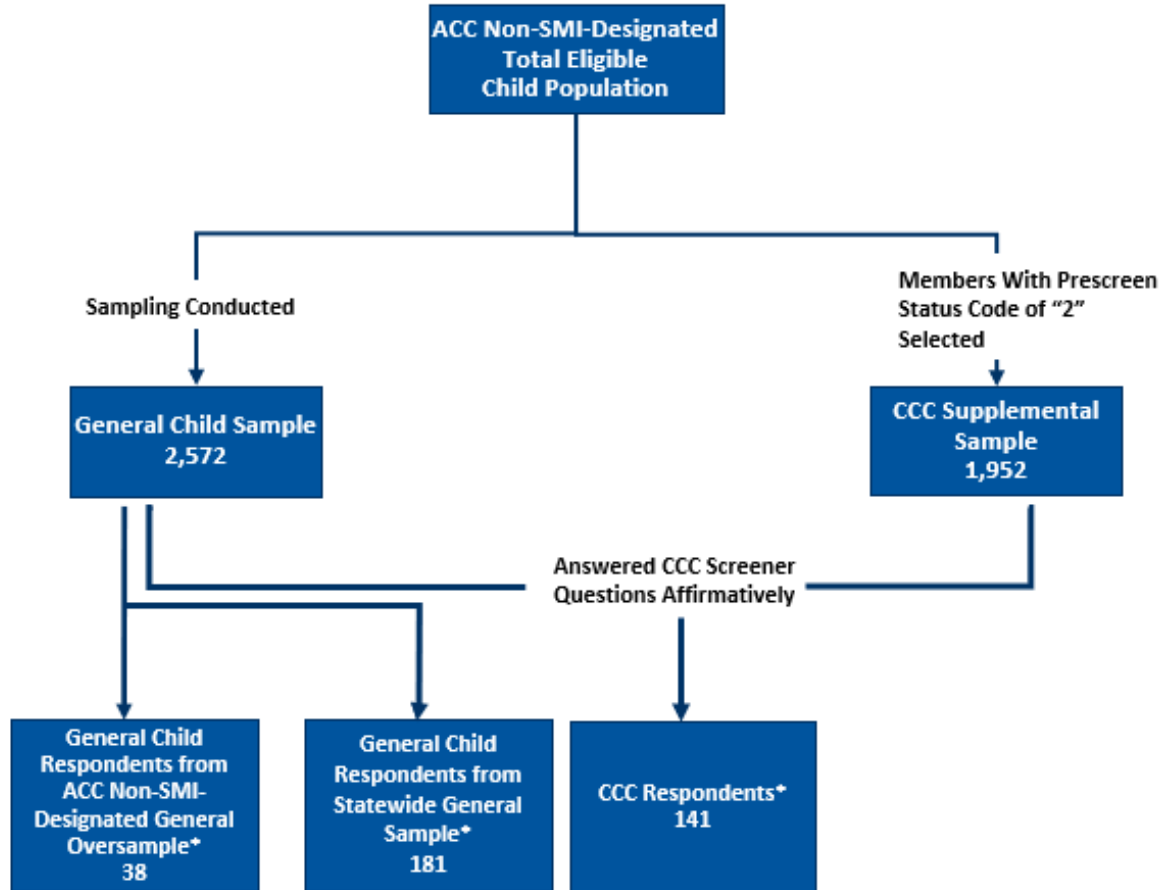 ACC Non-SMI-Designated
Total Eligible
Child Population
Sampling Conducted
Members With Prescreen
Status Code of “2”
Selected
General Child Sample
2,572
CCC Supplemental
Sample
1,952
Answered CCC Screener
Questions Affirmatively
General Child
Respondents from
ACC Non-SMI-
Designated General
Oversample*
38
General Child
Respondents from
Statewide General
Sample*
181
CCC Respondents*
141